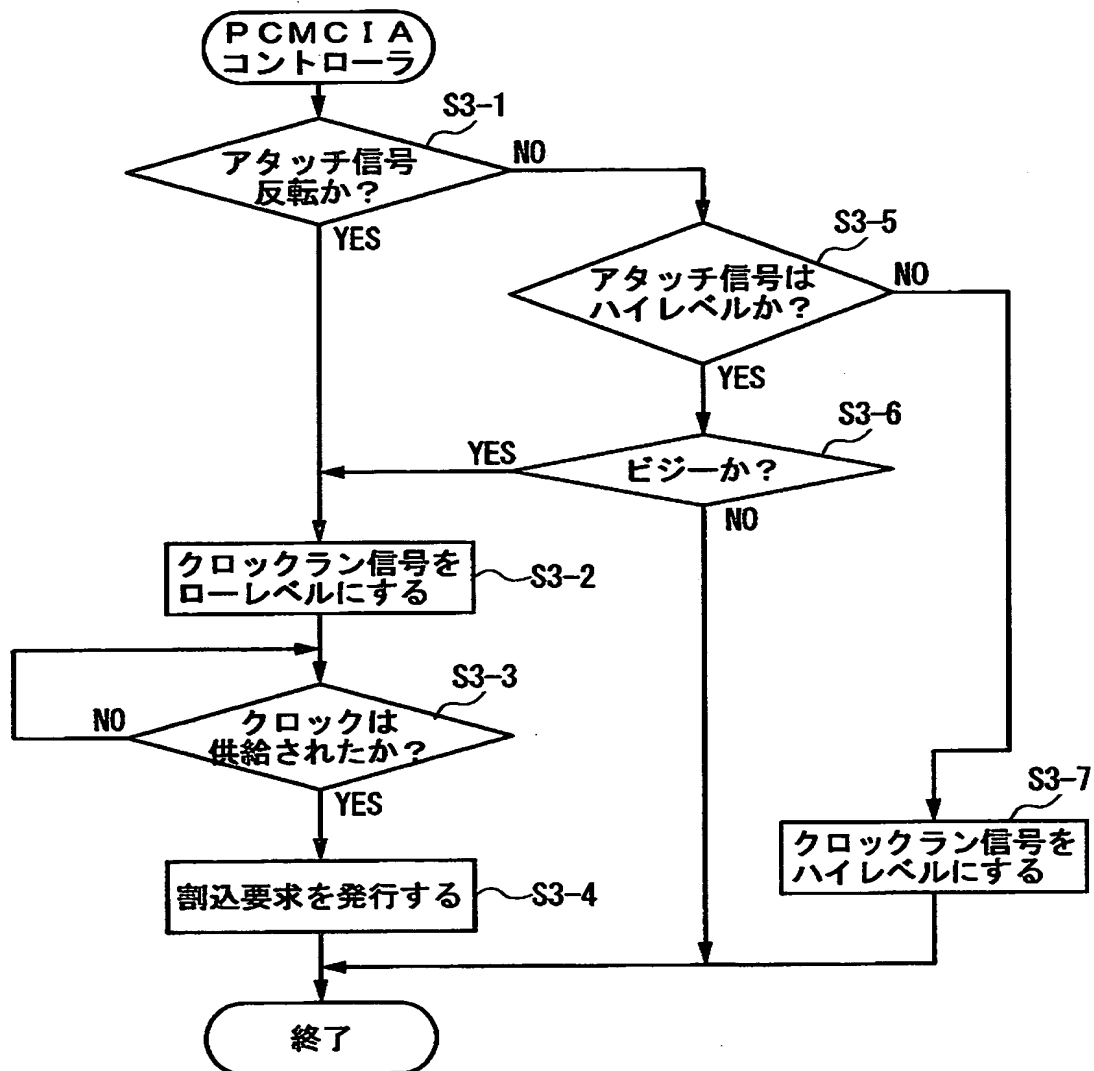 PCMCIA
コントローラ
S3-1
アタッチ信号
反転か?
NO
YES
S3-5
アタッチ信号は
ハイレベルか?
NO
YES
S3-6
ビジーか?
YES
NO
クロックラン信号を
ローレベルにする
S3-2
S3-3
クロックは
供給されたか?
NO
YES
S3-7
クロックラン信号を
ハイレベルにする
割込要求を発行する
S3-4
終了